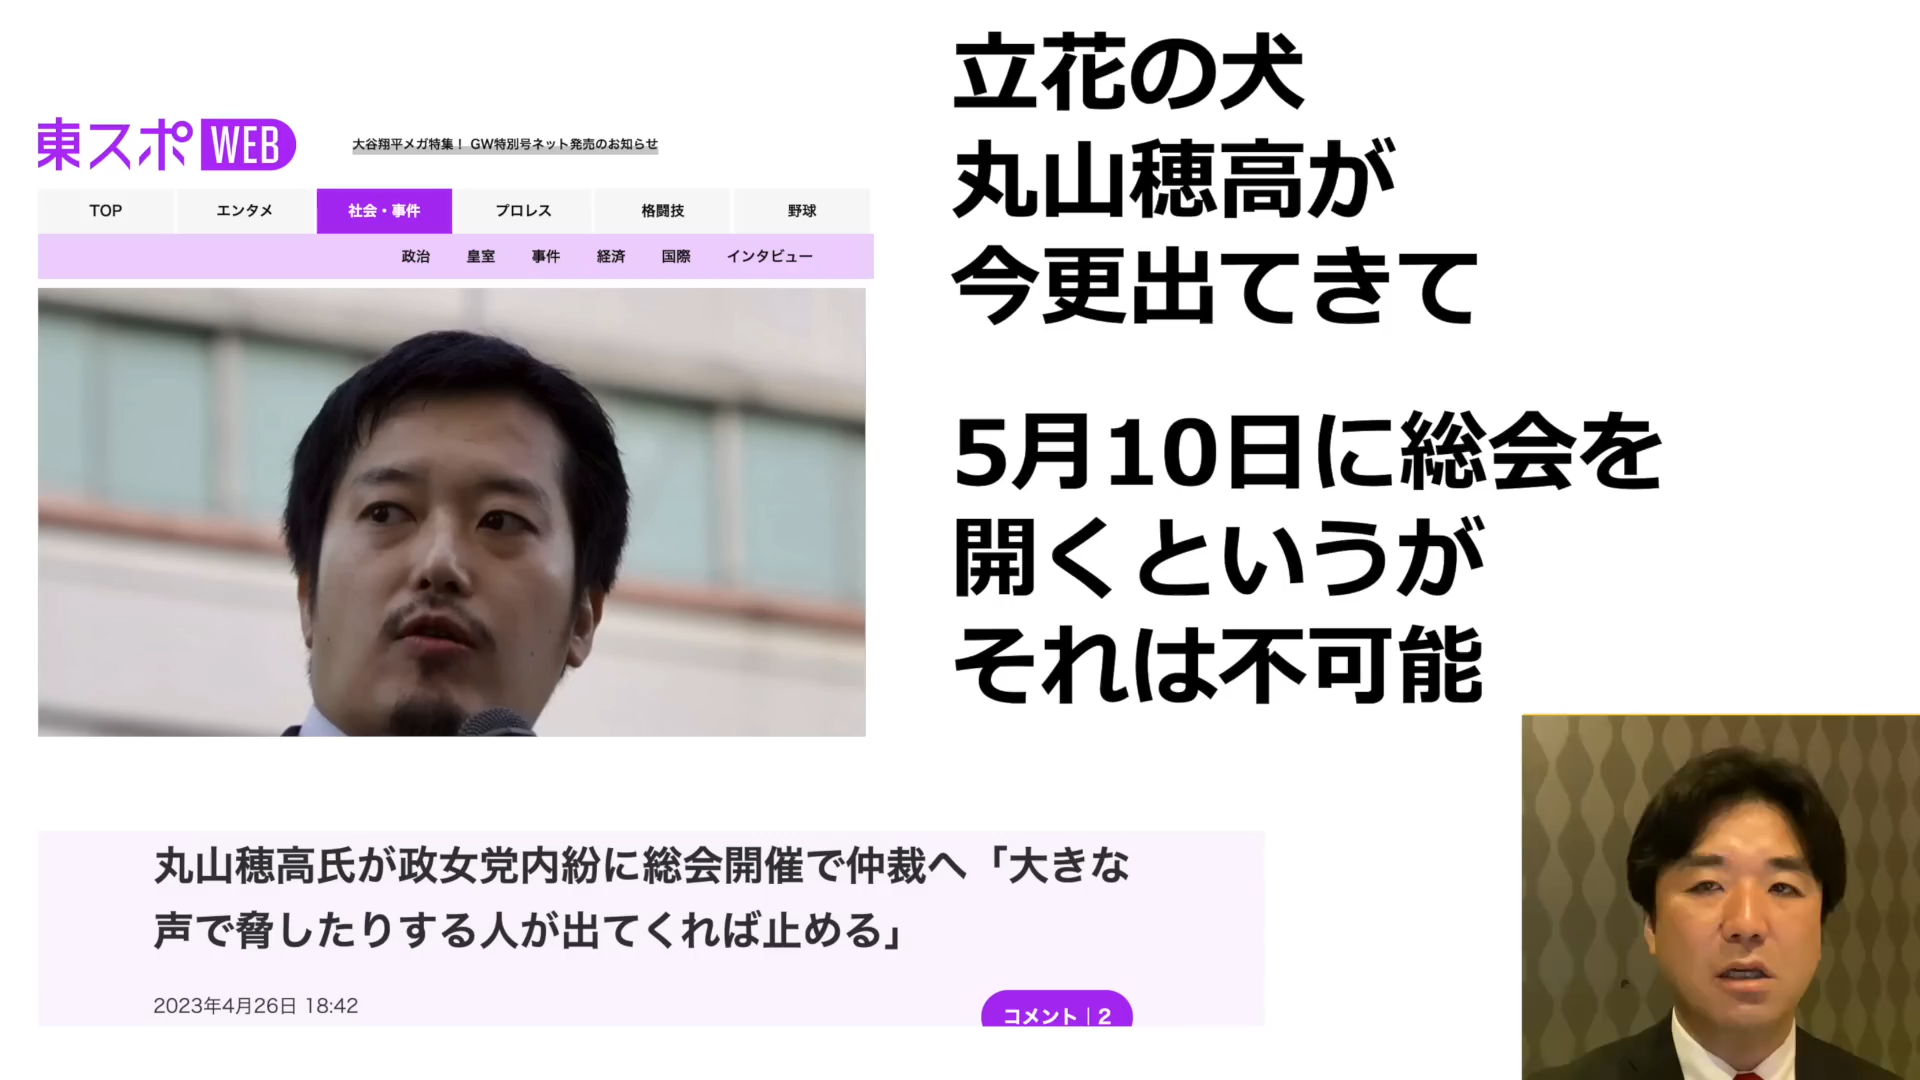 東スポWEB
大谷翔平メガ特集！ GW特別号ネット発売のお知らせ
TOP エンタメ 社会・事件 プロレス 格闘技 野球
政治 皇室 事件 経済 国際 インタビュー
立花の犬
丸山穂高が
今更出てきて
5月10日に総会を
開くというが
それは不可能
丸山穂高氏が政女党内紛に総会開催で仲裁へ「大きな
声で脅したりする人が出てくれば止める」
2023年4月26日 18:42
コメント｜2